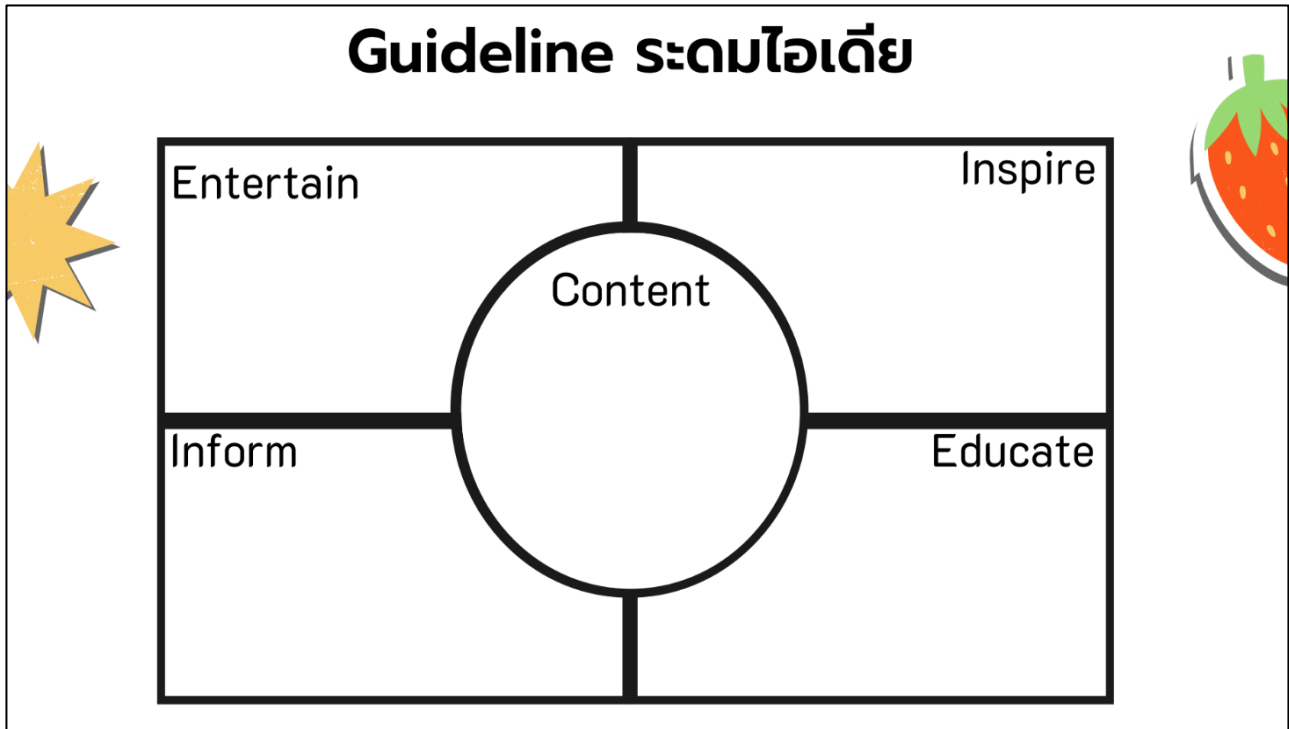 Guideline ระดมไอเดีย
Entertain
Inspire
Content
Inform
Educate